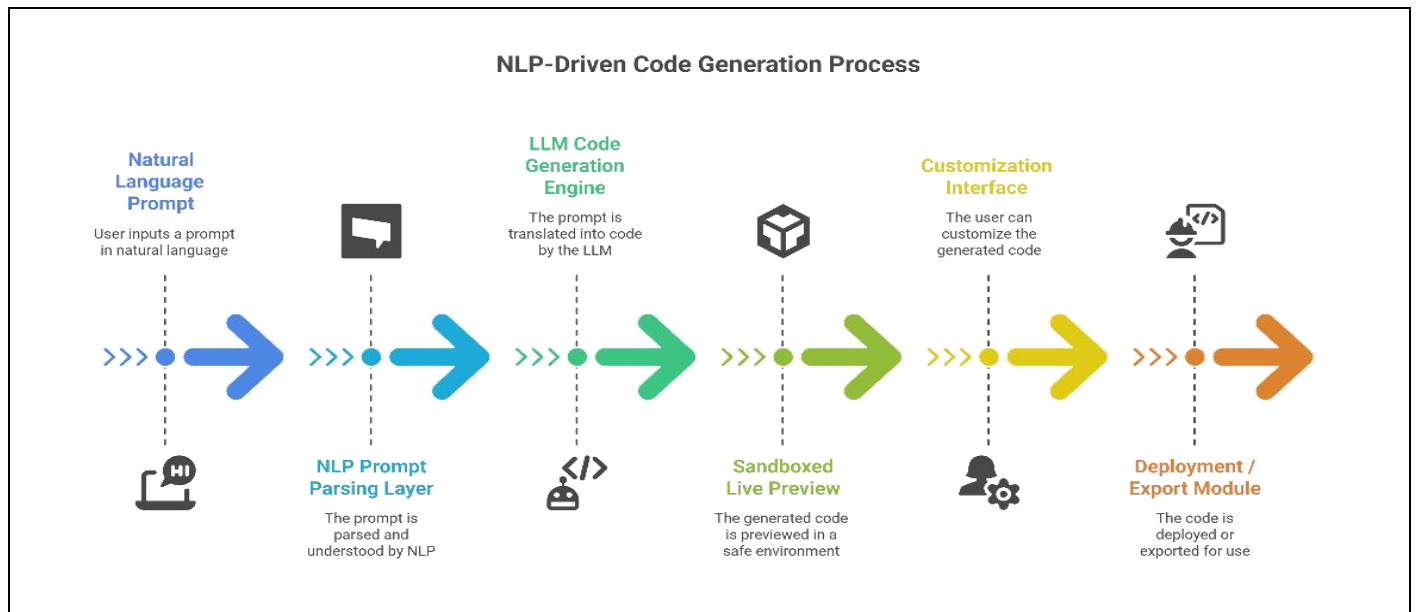 NLP-Driven Code Generation Process
Natural
Language
Prompt
User inputs a prompt
in natural language
HI
NLP Prompt
Parsing Layer
The prompt is
parsed and
understood by NLP
LLM Code
Generation
Engine
The prompt is
translated into code
by the LLM
</>
Sandboxed
Live Preview
The generated code
is previewed in a
safe environment
Customization
Interface
The user can
customize the
generated code
</>
Deployment /
Export Module
The code is
deployed or
exported for use